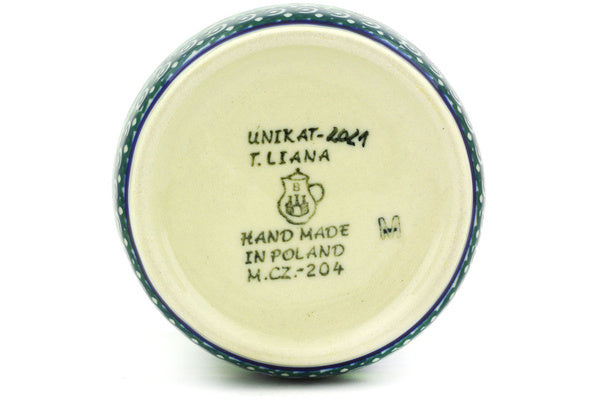 UNIKAT-2021
T. LIANA
B
HAND MADE
IN POLAND
M.CZ.-204
M